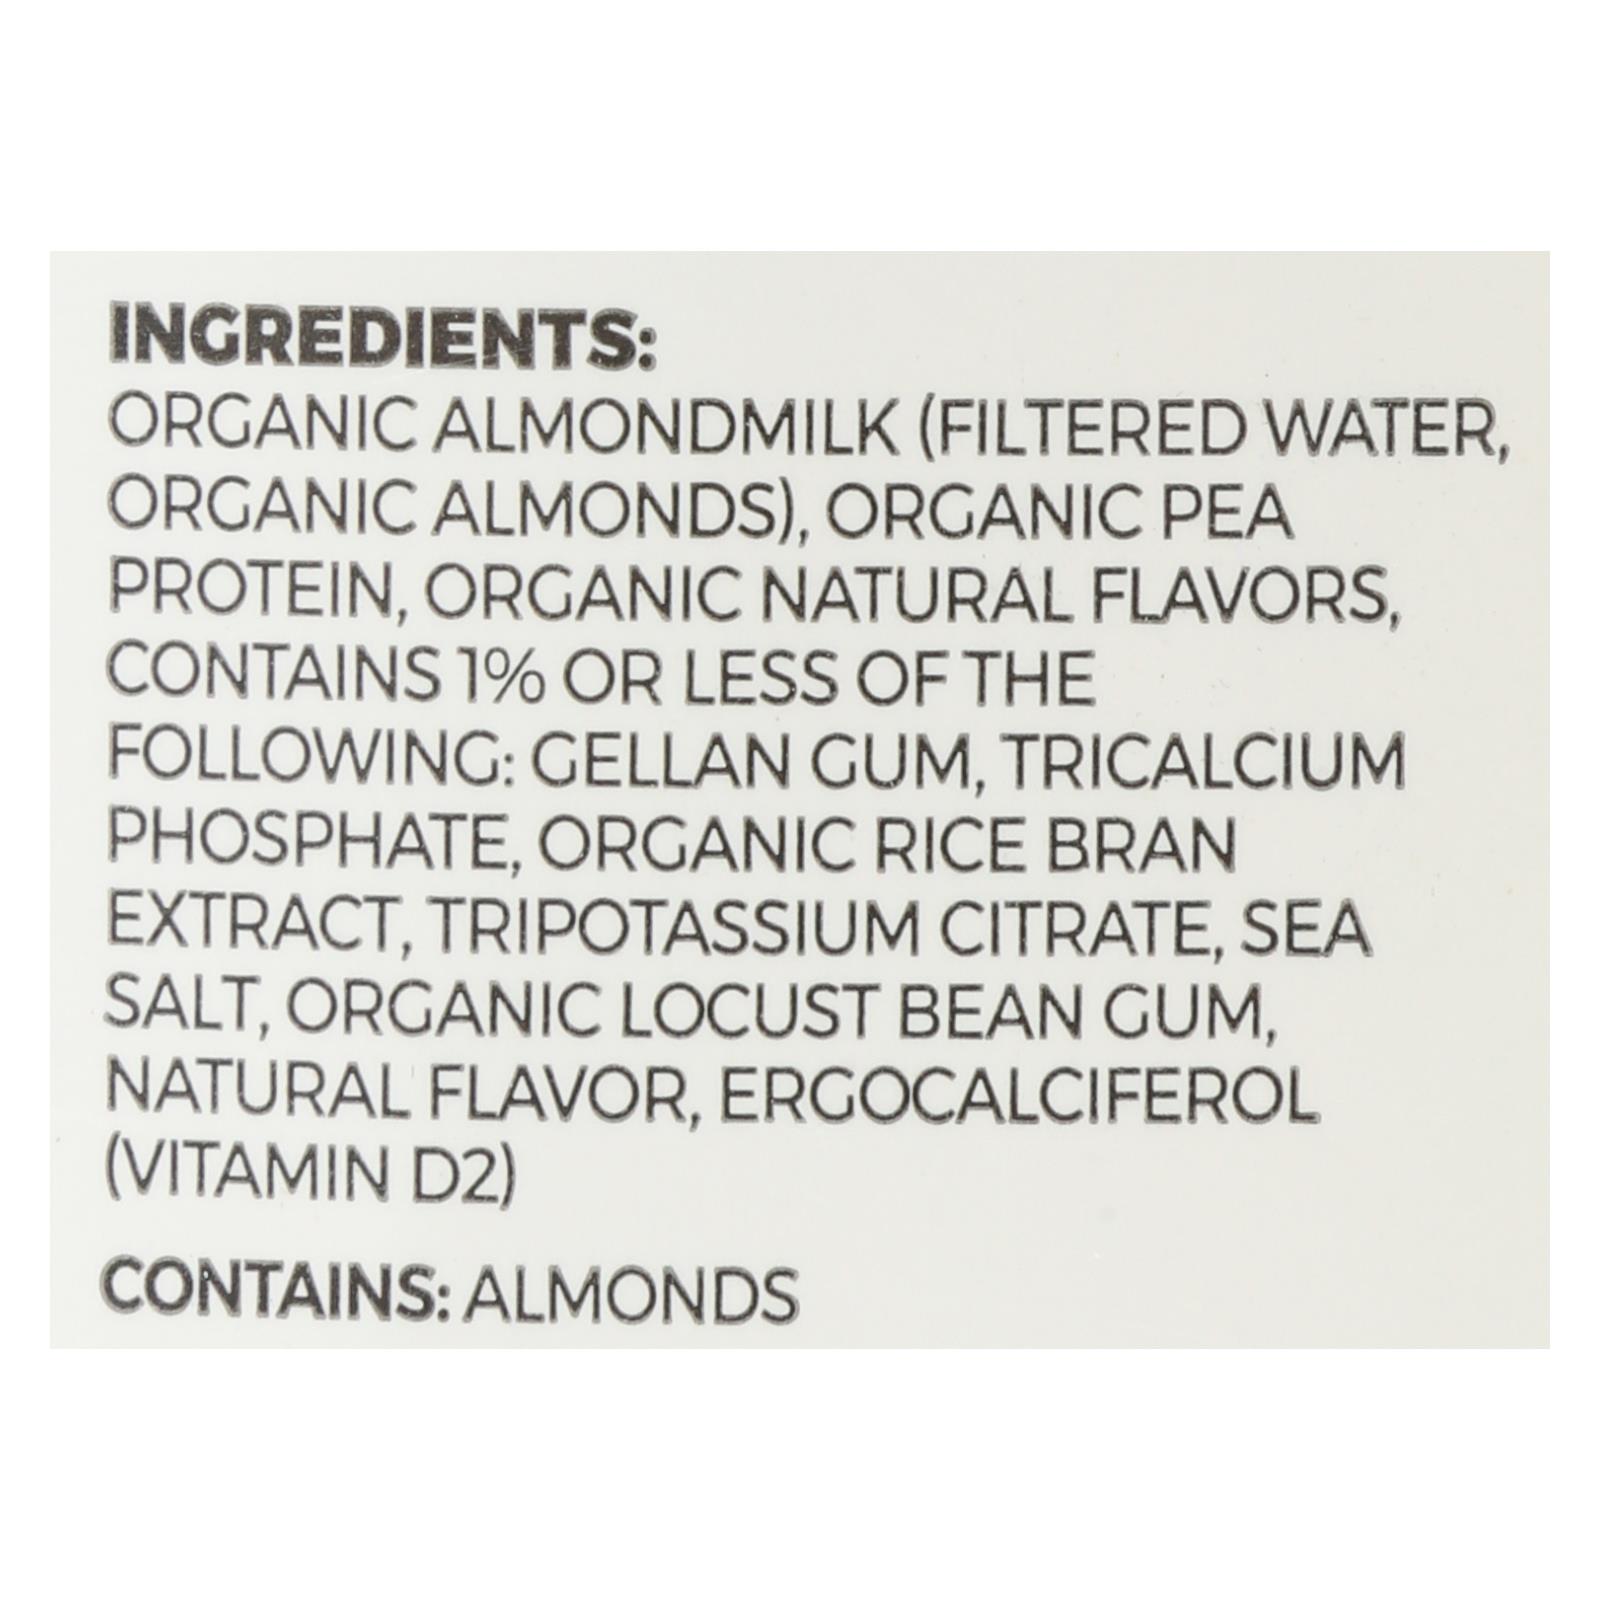 INGREDIENTS:
ORGANIC ALMONDMILK (FILTERED WATER,
ORGANIC ALMONDS), ORGANIC PEA
PROTEIN, ORGANIC NATURAL FLAVORS,
CONTAINS 1% OR LESS OF THE
FOLLOWING: GELLAN GUM, TRICALCIUM
PHOSPHATE, ORGANIC RICE BRAN
EXTRACT, TRIPOTASSIUM CITRATE, SEA
SALT, ORGANIC LOCUST BEAN GUM,
NATURAL FLAVOR, ERGOCALCIFEROL
(VITAMIN D2)
CONTAINS: ALMONDS